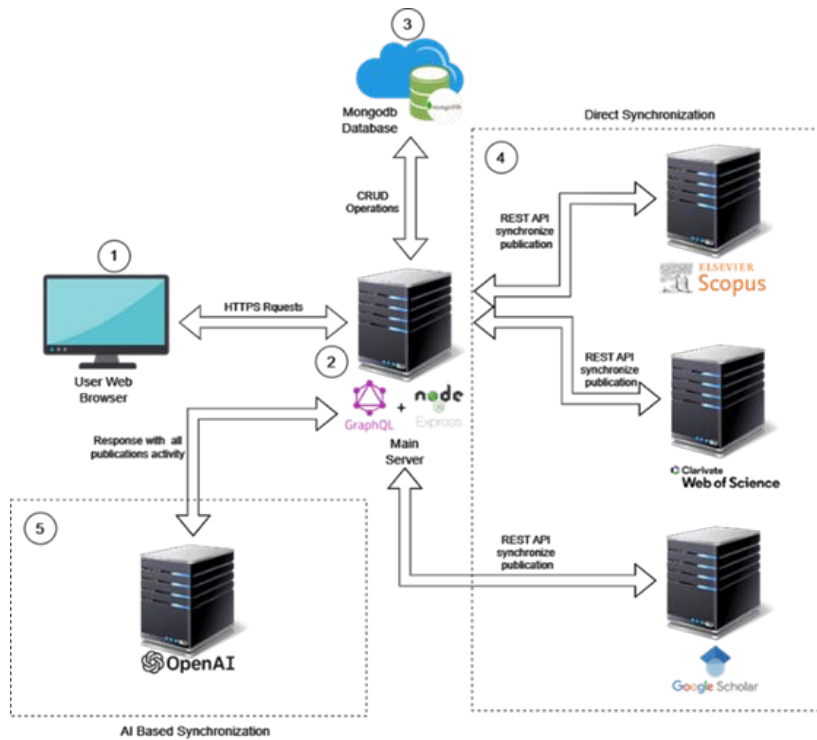 3
mongoDB
Mongodb
Database
Direct Synchronization
4
CRUD
Operations
REST API
synchronize
publication
ELSEVIER
Scopus
1
HTTPS Rquests
User Web
Browser
2
GraphQL
+
node
Express
Main
Server
REST API
synchronize
publication
Clarivate
Web of Science
Response with all
publications activity
5
OpenAI
REST API
synchronize
publication
Google Scholar
AI Based Synchronization